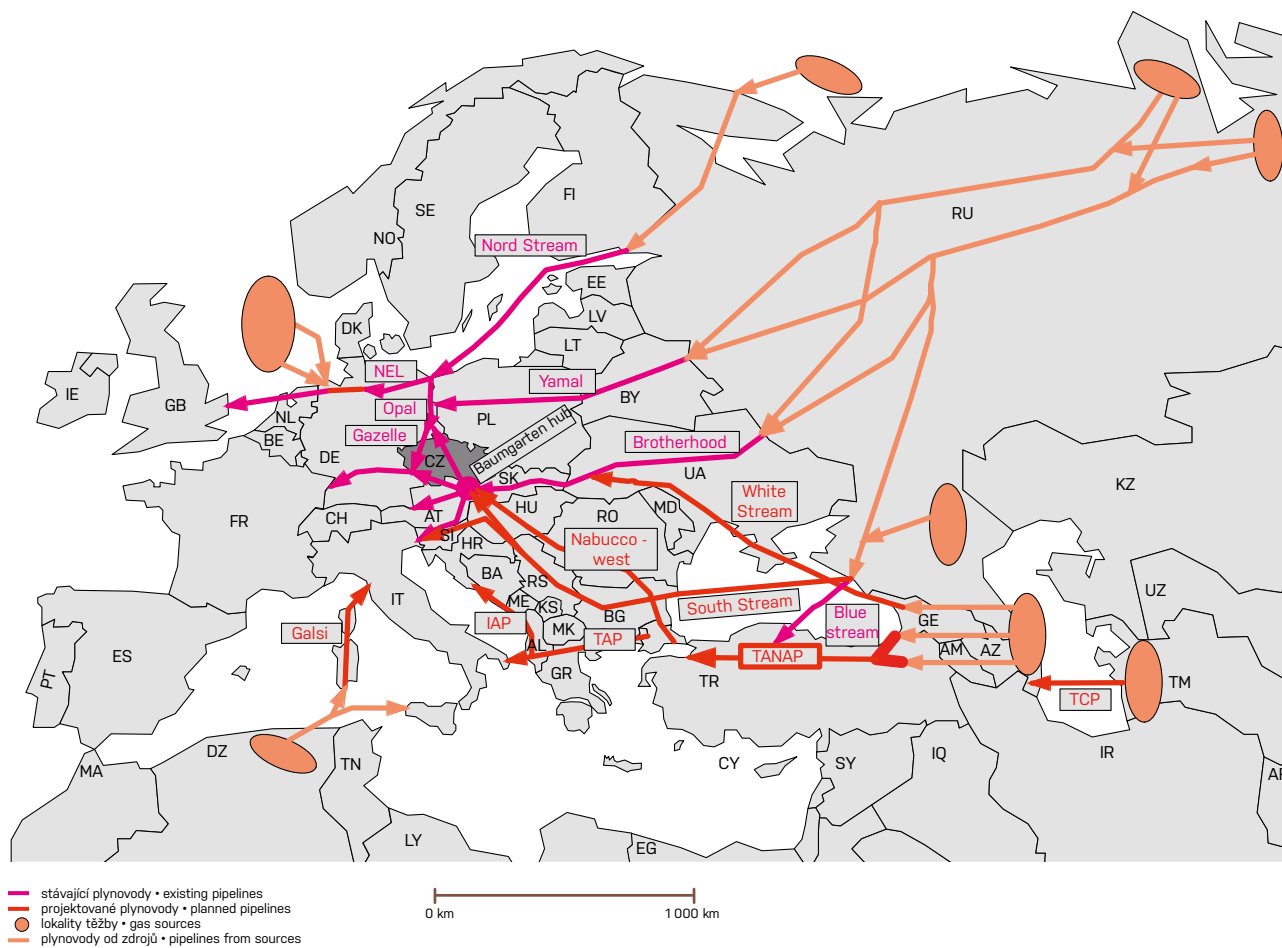 SE
FI
NO
RU
Nord Stream
EE
LV
DK
LT
NEL
Yamal
IE
GB
BY
Opal
NL
PL
Gazelle
BE
Baumgarten hub
Brotherhood
DE
CZ
SK
UA
KZ
White
Stream
FR
CH
AT
HU
RO
MD
SI
HR
Nabucco -
west
BA
RS
UZ
IT
ME
KS
South Stream
BG
Blue
stream
GE
IAP
MK
TAP
Galsi
AL
AM
AZ
ES
TANAP
PT
GR
TR
TM
TCP
DZ
MA
TN
CY
SY
IQ
IR
LY
EG
stávající plynovody • existing pipelines
projektované plynovody • planned pipelines
lokality těžby • gas sources
plynovody od zdrojů • pipelines from sources
0 km
1 000 km